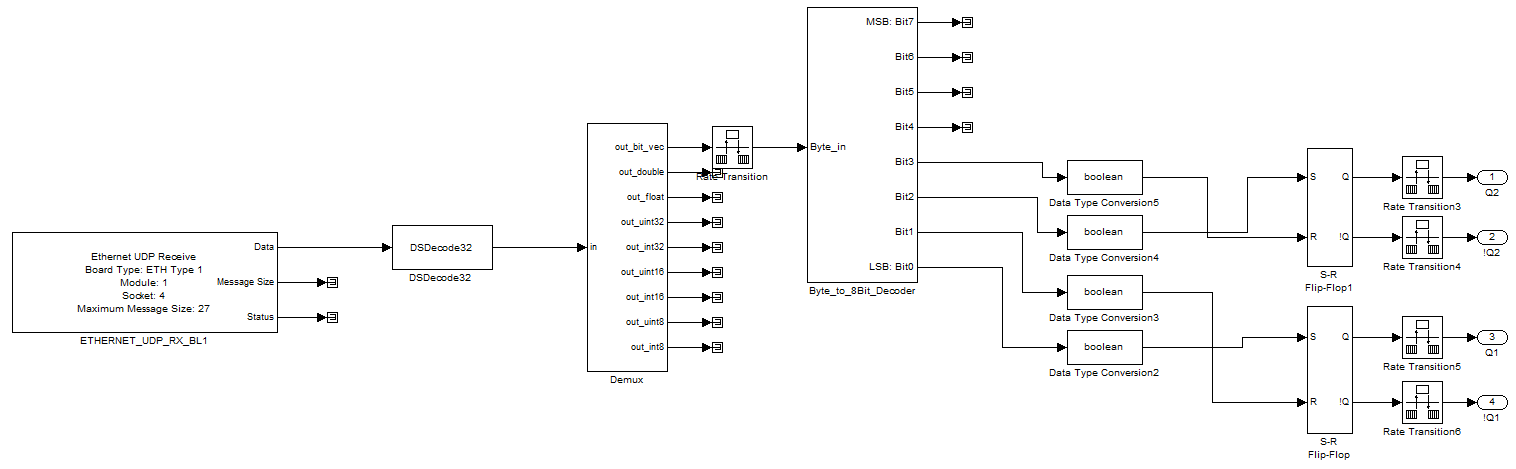 Ethernet UDP Receive
Board Type: ETH Type 1
Module: 1
Socket: 4
Maximum Message Size: 27
Data
Message Size
Status
ETHERNET_UDP_RX_BL1
DSDecode32
DSDecode32
in
out_bit_vec
out_double
out_float
out_uint32
out_int32
out_uint16
out_int16
out_uint8
out_int8
Demux
Rate Transition
Byte_in
MSB: Bit7
Bit6
Bit5
Bit4
Bit3
Bit2
Bit1
LSB: Bit0
Byte_to_8Bit_Decoder
boolean
Data Type Conversion5
boolean
Data Type Conversion4
boolean
Data Type Conversion3
boolean
Data Type Conversion2
S
Q
R
!Q
S-R
Flip-Flop1
S
Q
R
!Q
S-R
Flip-Flop
Rate Transition3
Rate Transition4
Rate Transition5
Rate Transition6
1
Q2
2
!Q2
3
Q1
4
!Q1